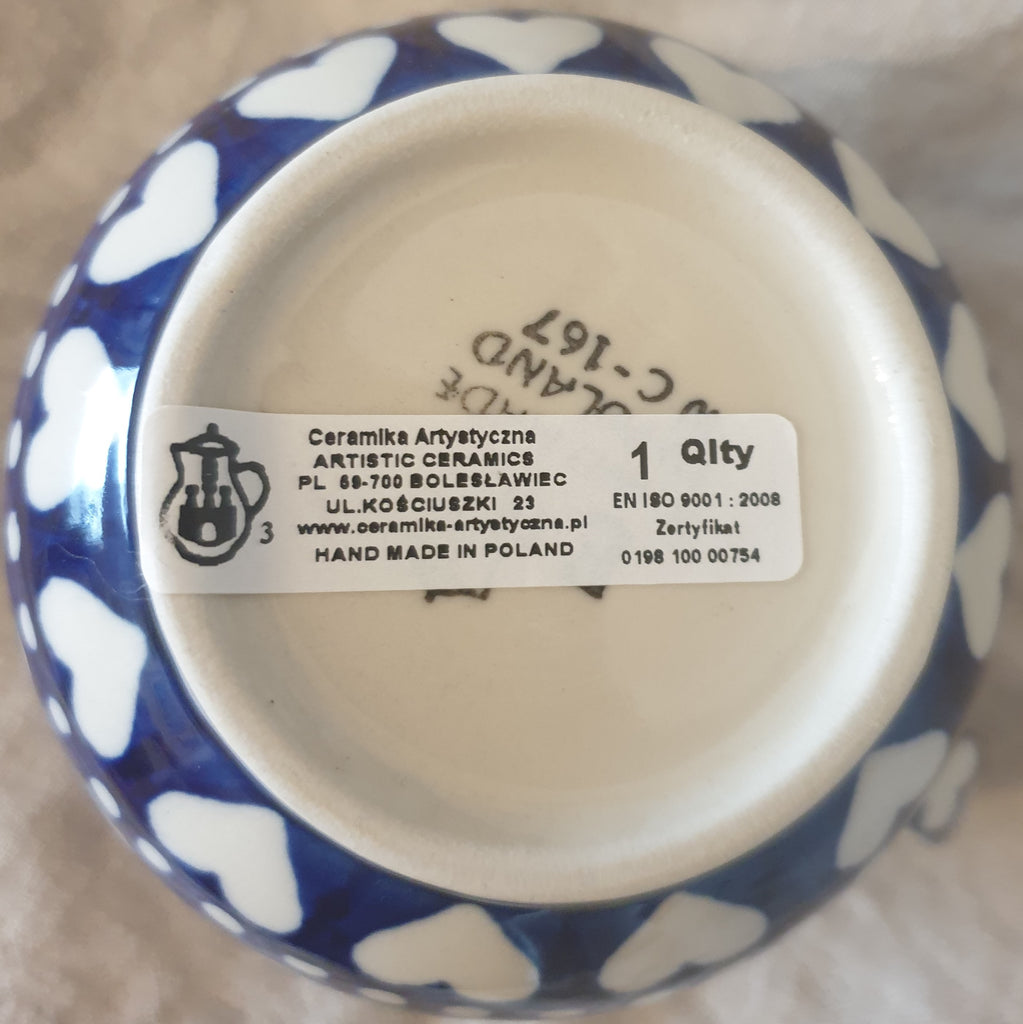 Ceramika Artystyczna
ARTISTIC CERAMICS
PL 59-700 BOLESŁAWIEC
UL.KOŚCIUSZKI 23
www.ceramika-artystyczna.pl
HAND MADE IN POLAND
3
1 Qlty
EN ISO 9001 : 2008
Zertyfikat
0198 100 00754
C-167